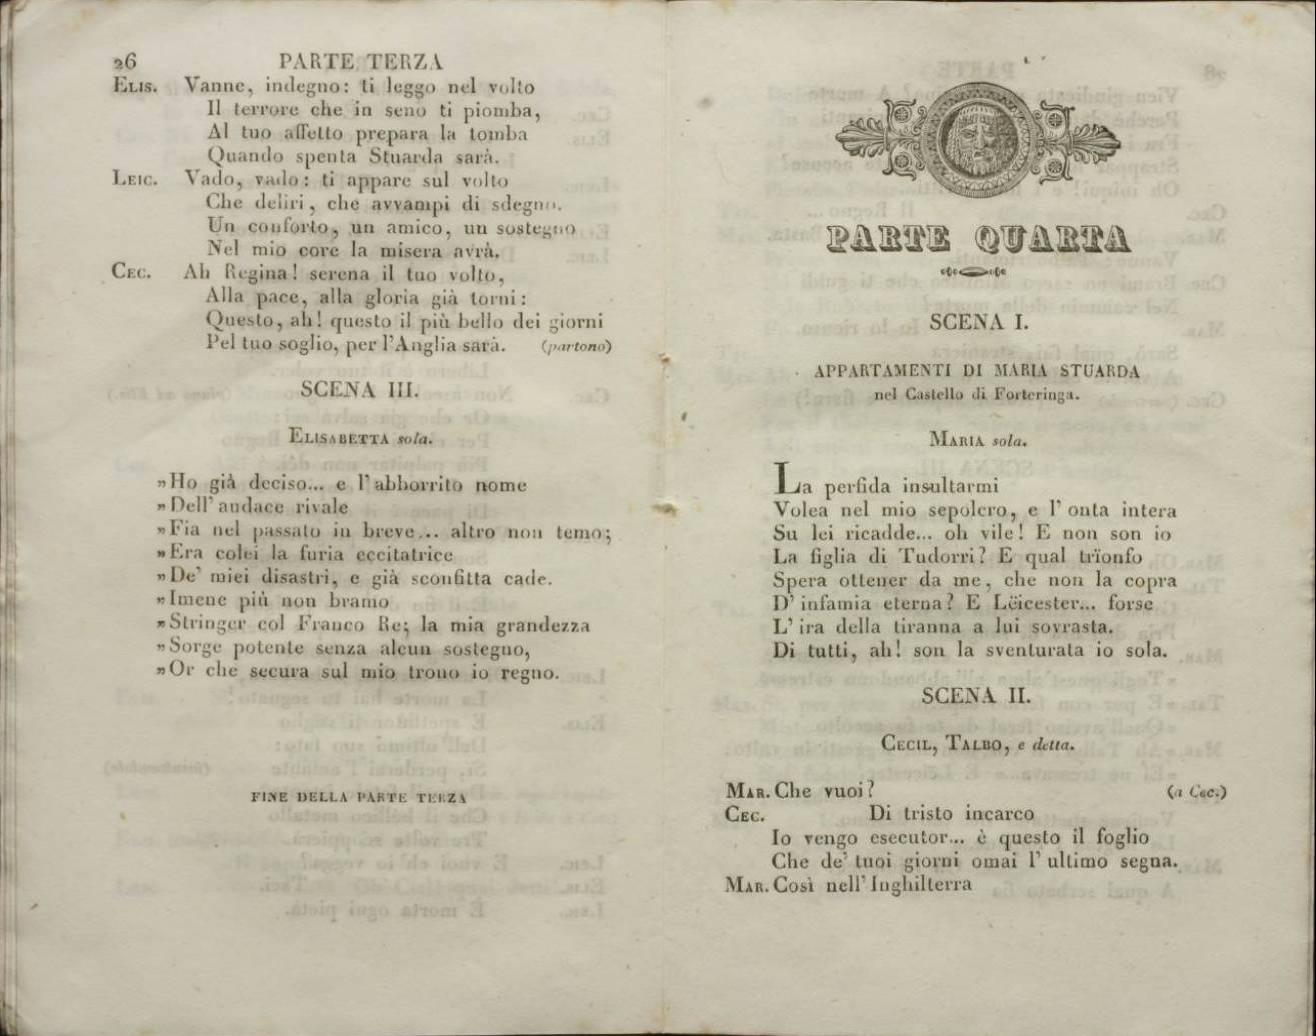 26 PARTE TERZA
ELIS. Vanne, indegno: ti leggo nel volto
Il terrore che in seno ti piomba,
Al tuo affetto prepara la tomba
Quando spenta Stuarda sarà.
LEIC. Vado, vado: ti appare sul volto
Che deliri, che avvampi di sdegno.
Un conforto, un amico, un sostegno
Nel mio core la misera avrà.
CEC. Ah Regina! serena il tuo volto,
Alla pace, alla gloria già torni:
Questo, ah! questo il più bello dei giorni
Pel tuo soglio, per l'Anglia sarà. (partono)
SCENA III.
ELISABETTA sola.
„Ho già deciso... e l'abborrito nome
„Dell'audace rivale
„Fia nel passato in breve... altro non temo;
„Era colei la furia eccitatrice
„De' miei disastri, e già sconfitta cade.
„Imene più non bramo
„Stringer col Franco Re; la mia grandezza
„Sorge potente senza alcun sostegno,
„Or che secura sul mio trono io regno.
FINE DELLA PARTE TERZA
PARTE QUARTA
SCENA I.
APPARTAMENTI DI MARIA STUARDA
nel Castello di Forteringa.
MARIA sola.
La perfida insultarmi
Volea nel mio sepolcro, e l'onta intera
Su lei ricadde... oh vile! E non son io
La figlia di Tudorri? E qual trïonfo
Spera ottener da me, che non la copra
D'infamia eterna? E Lëicester... forse
L'ira della tiranna a lui sovrasta.
Di tutti, ah! son la sventurata io sola.
SCENA II.
CECIL, TALBO, e detta.
MAR. Che vuoi? (a Cec.)
CEC. Di tristo incarco
Io vengo esecutor... è questo il foglio
Che de' tuoi giorni omai l'ultimo segna.
MAR. Così nell'Inghilterra